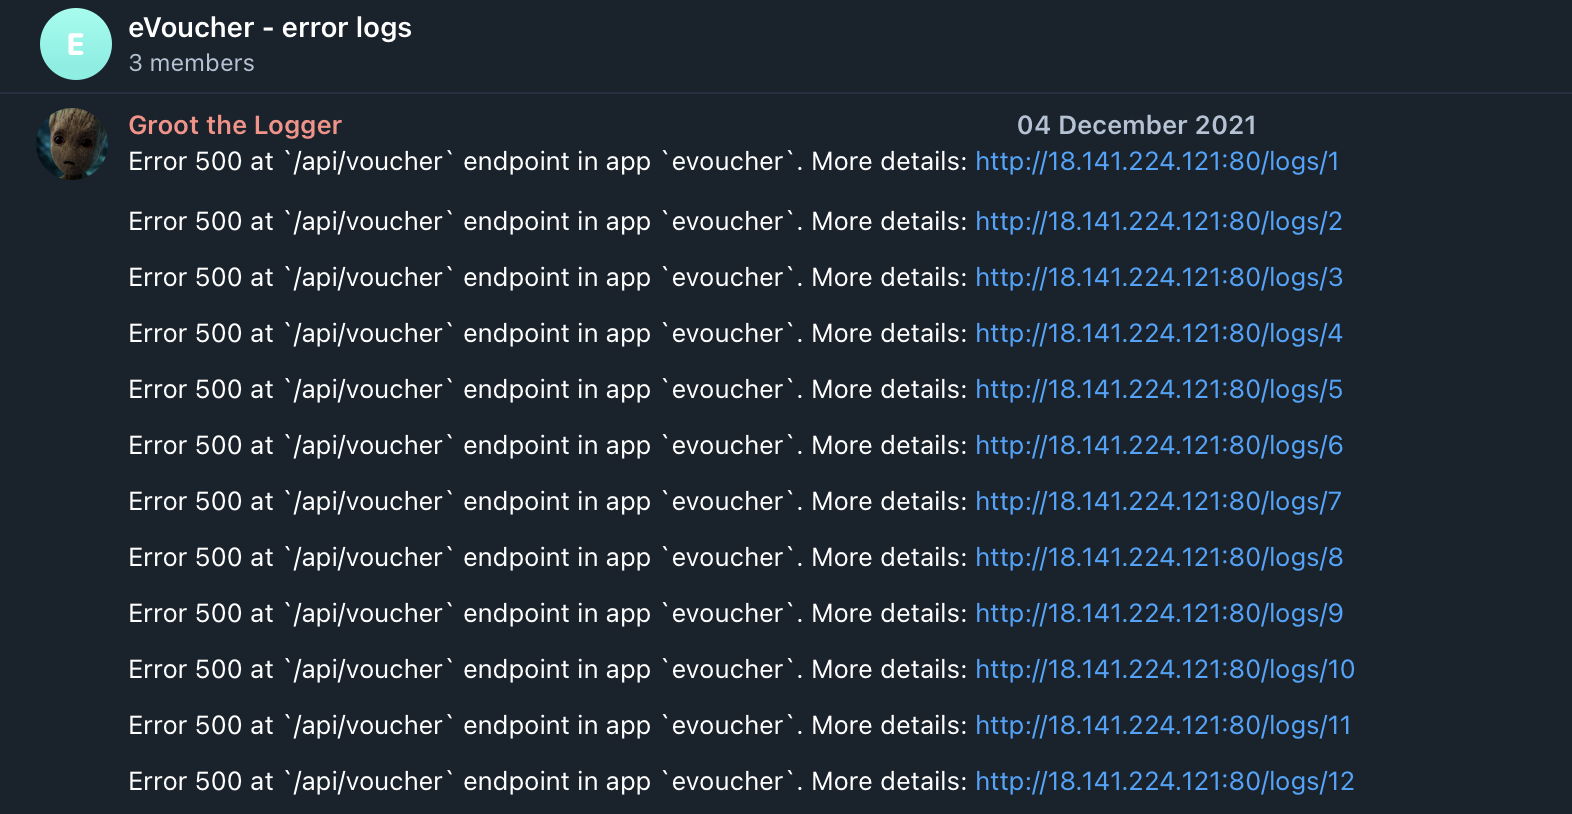 E
eVoucher - error logs
3 members
Groot the Logger 04 December 2021
Error 500 at `/api/voucher` endpoint in app `evoucher`. More details: http://18.141.224.121:80/logs/1
Error 500 at `/api/voucher` endpoint in app `evoucher`. More details: http://18.141.224.121:80/logs/2
Error 500 at `/api/voucher` endpoint in app `evoucher`. More details: http://18.141.224.121:80/logs/3
Error 500 at `/api/voucher` endpoint in app `evoucher`. More details: http://18.141.224.121:80/logs/4
Error 500 at `/api/voucher` endpoint in app `evoucher`. More details: http://18.141.224.121:80/logs/5
Error 500 at `/api/voucher` endpoint in app `evoucher`. More details: http://18.141.224.121:80/logs/6
Error 500 at `/api/voucher` endpoint in app `evoucher`. More details: http://18.141.224.121:80/logs/7
Error 500 at `/api/voucher` endpoint in app `evoucher`. More details: http://18.141.224.121:80/logs/8
Error 500 at `/api/voucher` endpoint in app `evoucher`. More details: http://18.141.224.121:80/logs/9
Error 500 at `/api/voucher` endpoint in app `evoucher`. More details: http://18.141.224.121:80/logs/10
Error 500 at `/api/voucher` endpoint in app `evoucher`. More details: http://18.141.224.121:80/logs/11
Error 500 at `/api/voucher` endpoint in app `evoucher`. More details: http://18.141.224.121:80/logs/12